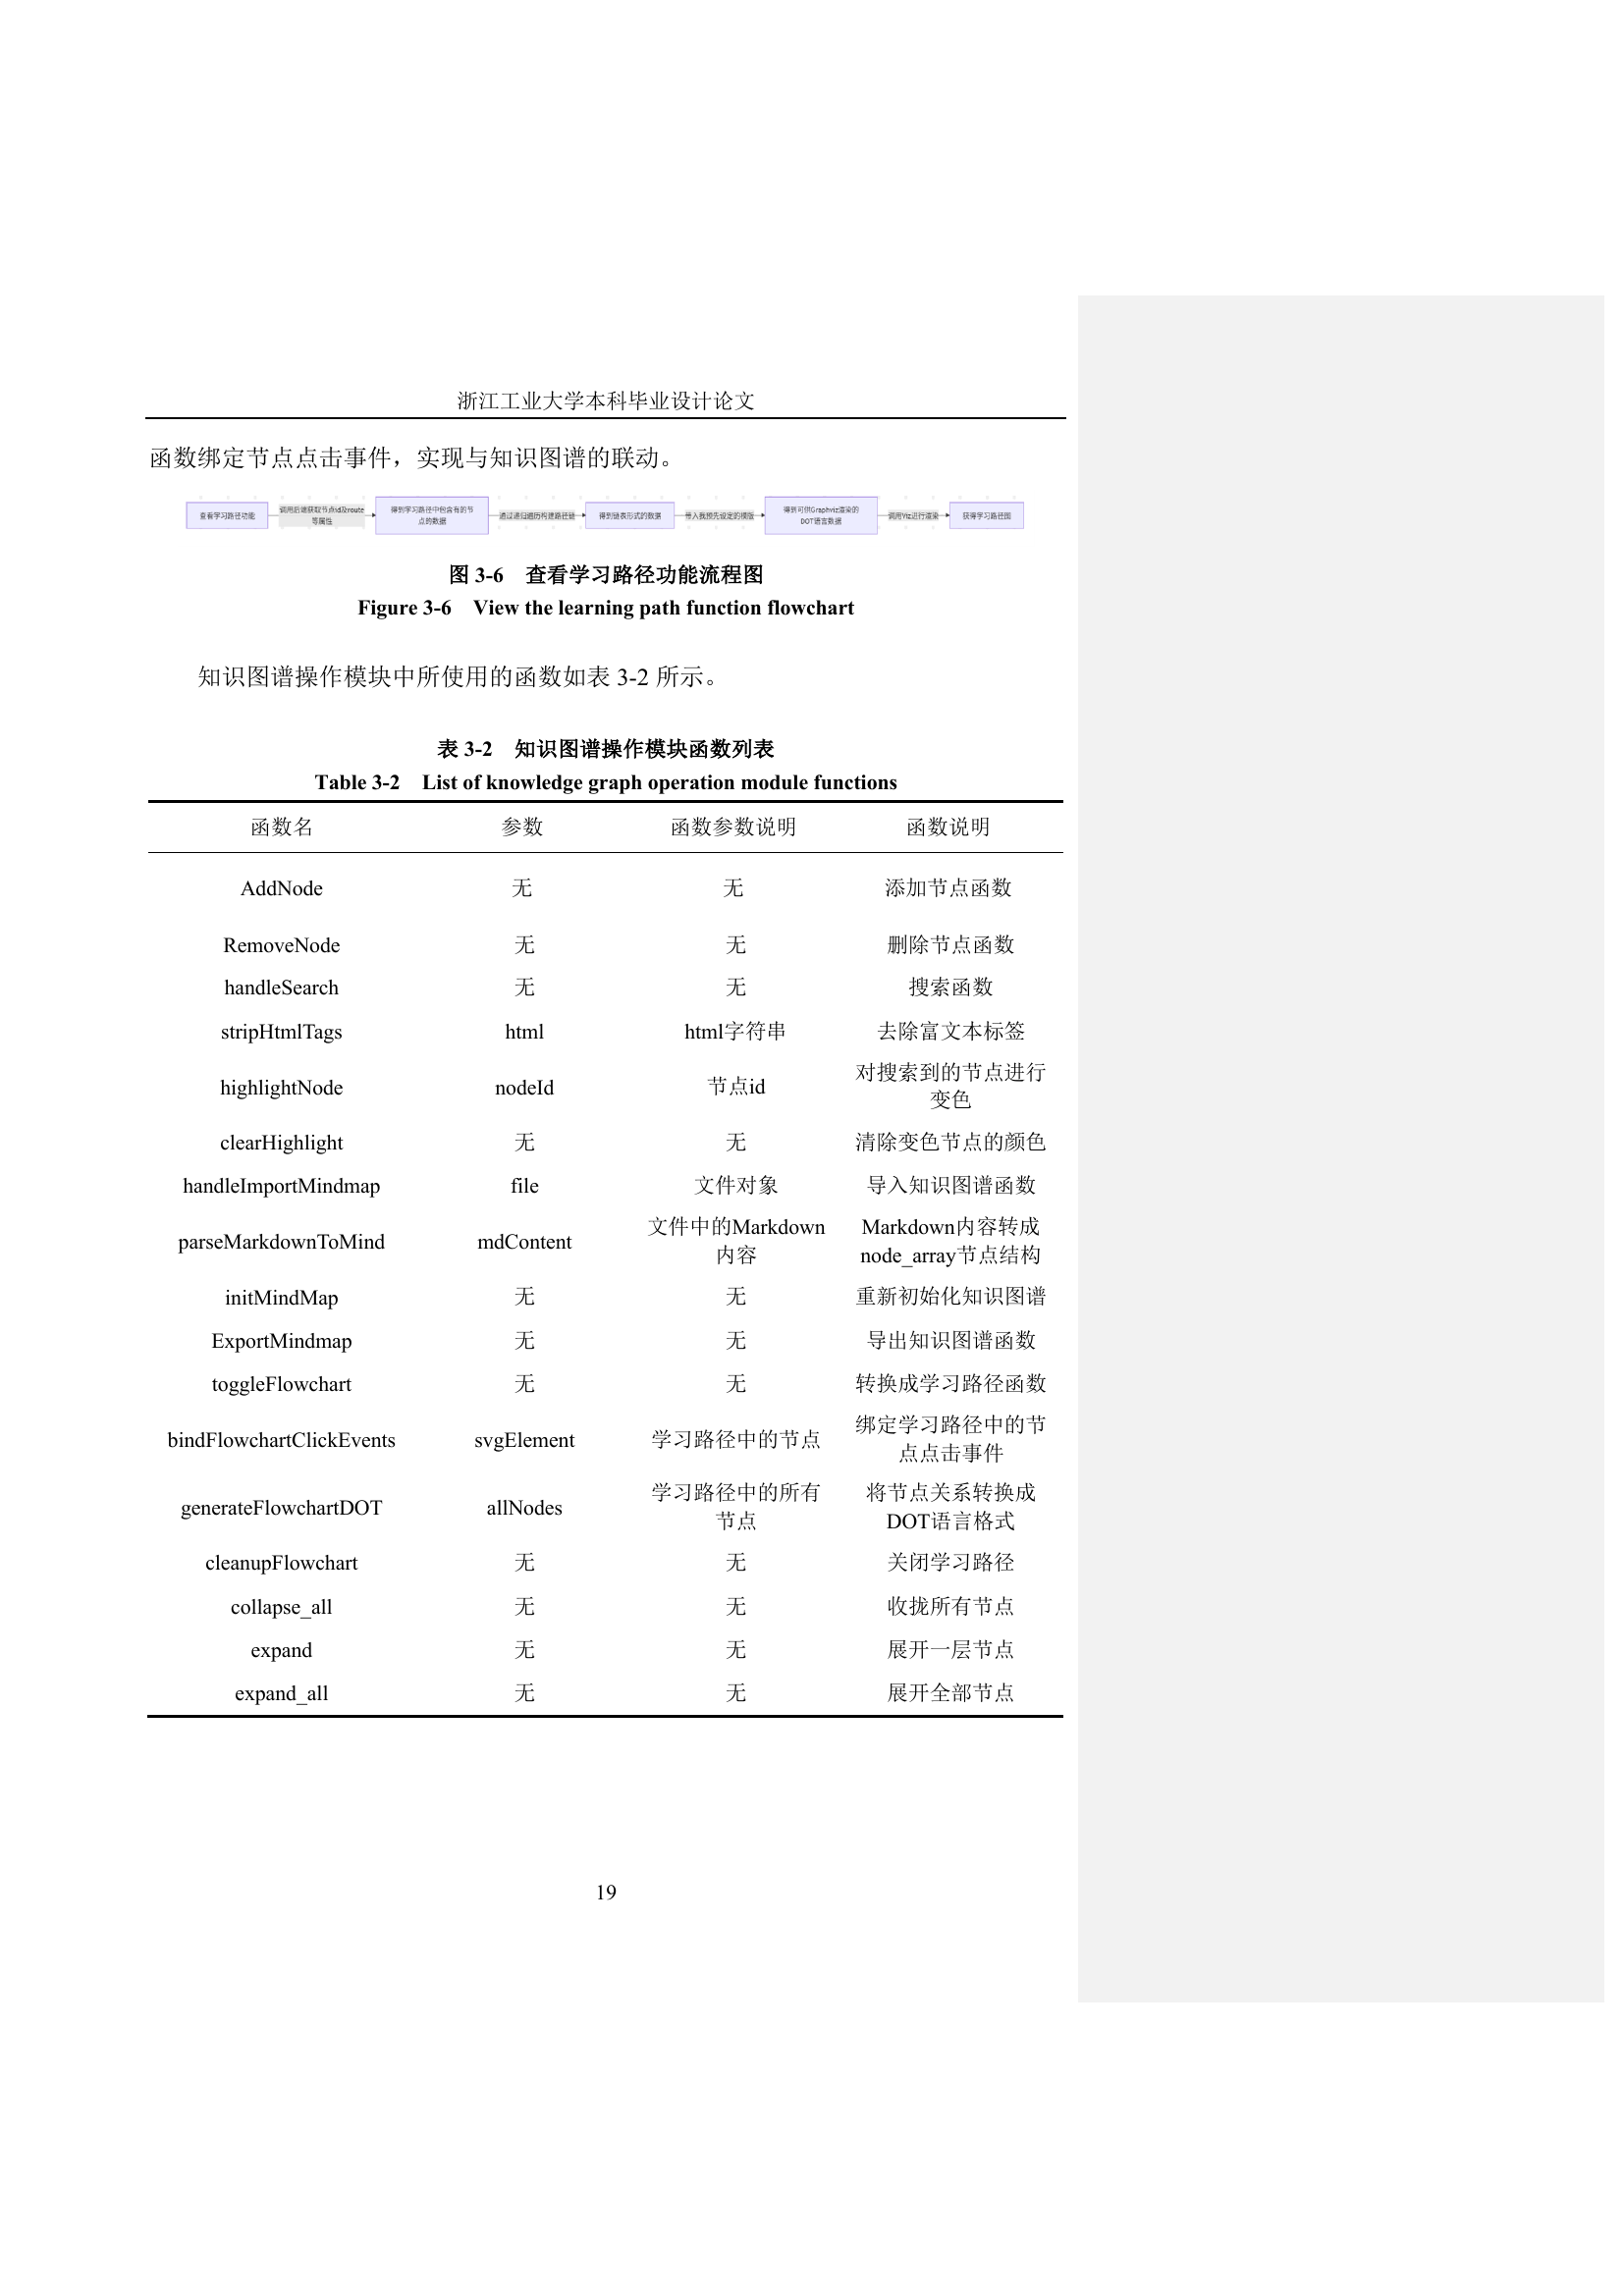 浙江工业大学本科毕业设计论文
函数绑定节点点击事件，实现与知识图谱的联动。
查看学习路径功能
调用后端获取节点id及route
等属性
得到学习路径中包含有的节
点的数据
通过递归遍历构建路径链
得到链表形式的数据
带入我预先设定的模版
得到可供Graphviz渲染的
DOT语言数据
调用Viz进行渲染
获得学习路径图
图 3-6 查看学习路径功能流程图
Figure 3-6 View the learning path function flowchart
知识图谱操作模块中所使用的函数如表 3-2 所示。
表 3-2 知识图谱操作模块函数列表
Table 3-2 List of knowledge graph operation module functions
函数名 参数 函数参数说明 函数说明
AddNode 无 无 添加节点函数
RemoveNode 无 无 删除节点函数
handleSearch 无 无 搜索函数
stripHtmlTags html html字符串 去除富文本标签
highlightNode nodeId 节点id 对搜索到的节点进行
变色
clearHighlight 无 无 清除变色节点的颜色
handleImportMindmap file 文件对象 导入知识图谱函数
parseMarkdownToMind mdContent 文件中的Markdown
内容 Markdown内容转成
node_array节点结构
initMindMap 无 无 重新初始化知识图谱
ExportMindmap 无 无 导出知识图谱函数
toggleFlowchart 无 无 转换成学习路径函数
bindFlowchartClickEvents svgElement 学习路径中的节点 绑定学习路径中的节
点点击事件
generateFlowchartDOT allNodes 学习路径中的所有
节点 将节点关系转换成
DOT语言格式
cleanupFlowchart 无 无 关闭学习路径
collapse_all 无 无 收拢所有节点
expand 无 无 展开一层节点
expand_all 无 无 展开全部节点
19